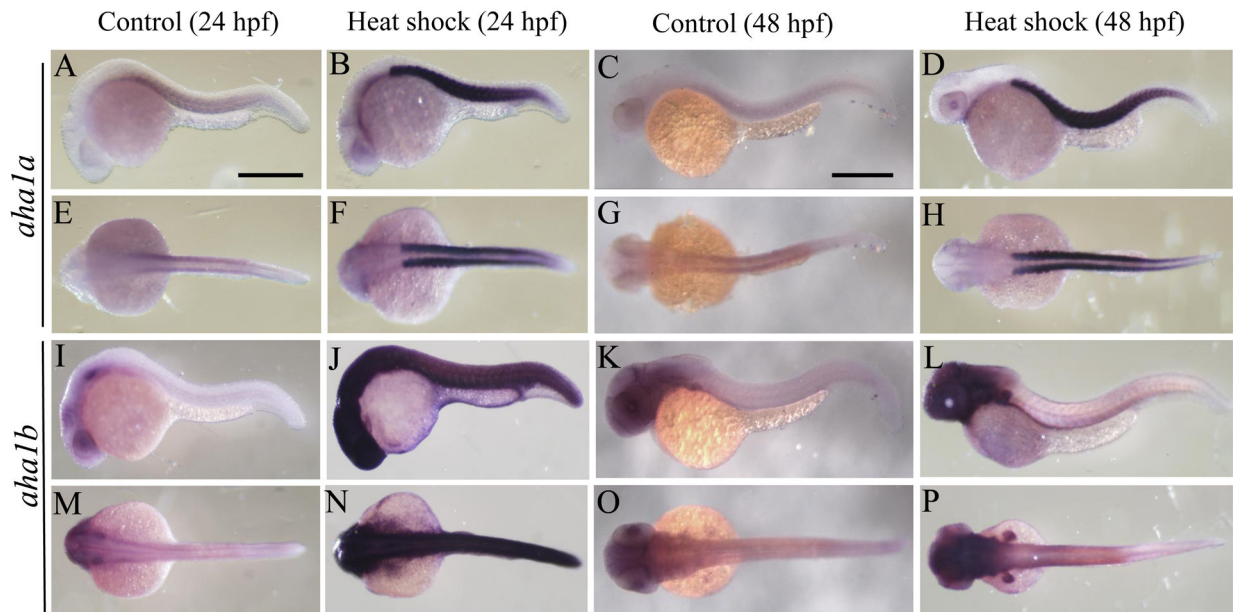 Control (24 hpf) Heat shock (24 hpf) Control (48 hpf) Heat shock (48 hpf)
aha1a
A B C D
E F G H
aha1b
I J K L
M N O P